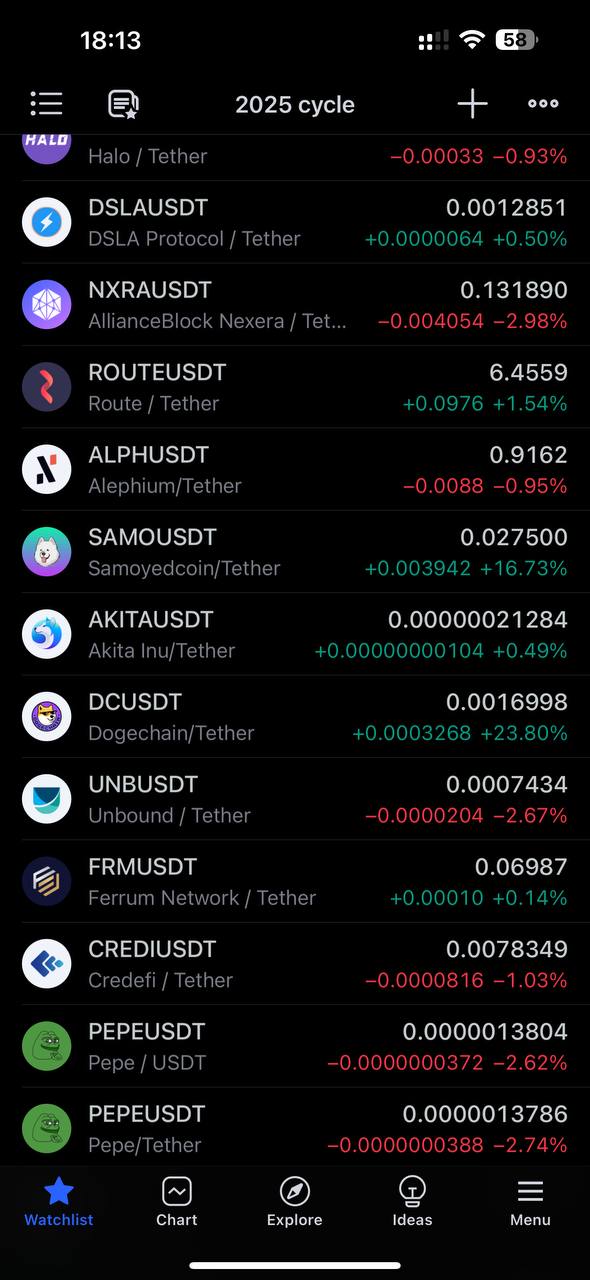 18:13
58
2025 cycle
HALO
Halo / Tether −0.00033 −0.93%
DSLAUSDT 0.0012851
DSLA Protocol / Tether +0.0000064 +0.50%
NXRAUSDT 0.131890
AllianceBlock Nexera / Tet... −0.004054 −2.98%
ROUTEUSDT 6.4559
Route / Tether +0.0976 +1.54%
ALPHUSDT 0.9162
Alephium/Tether −0.0088 −0.95%
SAMOUSDT 0.027500
Samoyedcoin/Tether +0.003942 +16.73%
AKITAUSDT 0.00000021284
Akita Inu/Tether +0.00000000104 +0.49%
DCUSDT 0.0016998
Dogechain/Tether +0.0003268 +23.80%
UNBUSDT 0.0007434
Unbound / Tether −0.0000204 −2.67%
FRMUSDT 0.06987
Ferrum Network / Tether +0.00010 +0.14%
CREDIUSDT 0.0078349
Credefi / Tether −0.0000816 −1.03%
PEPEUSDT 0.0000013804
Pepe / USDT −0.0000000372 −2.62%
PEPEUSDT 0.0000013786
Pepe/Tether −0.0000000388 −2.74%
Watchlist Chart Explore Ideas Menu